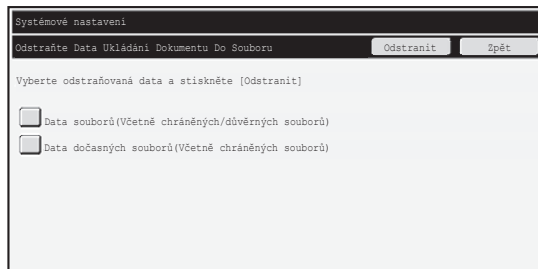 Systémové nastavení
Odstraňte Data Ukládání Dokumentu Do Souboru Odstranit Zpět
Vyberte odstraňovaná data a stiskněte [Odstranit]
Data souborů(Včetně chráněných/důvěrných souborů)
Data dočasných souborů(Včetně chráněných souborů)